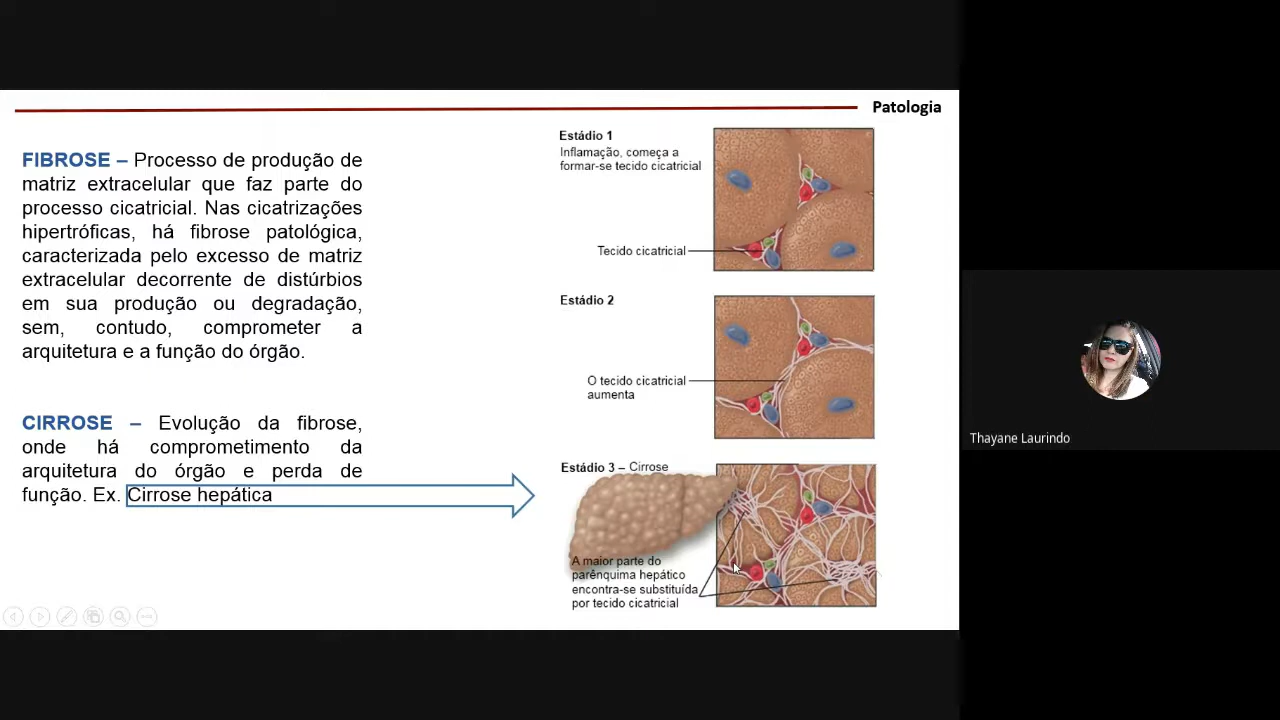 Patologia
FIBROSE – Processo de produção de
matriz extracelular que faz parte do
processo cicatricial. Nas cicatrizações
hipertróficas, há fibrose patológica,
caracterizada pelo excesso de matriz
extracelular decorrente de distúrbios
em sua produção ou degradação,
sem, contudo, comprometer a
arquitetura e a função do órgão.
CIRROSE – Evolução da fibrose,
onde há comprometimento da
arquitetura do órgão e perda de
função. Ex. Cirrose hepática
Estádio 1
Inflamação, começa a
formar-se tecido cicatricial
Tecido cicatricial
Estádio 2
O tecido cicatricial
aumenta
Estádio 3 – Cirrose
A maior parte do
parênquima hepático
encontra-se substituída
por tecido cicatricial
Thayane Laurindo